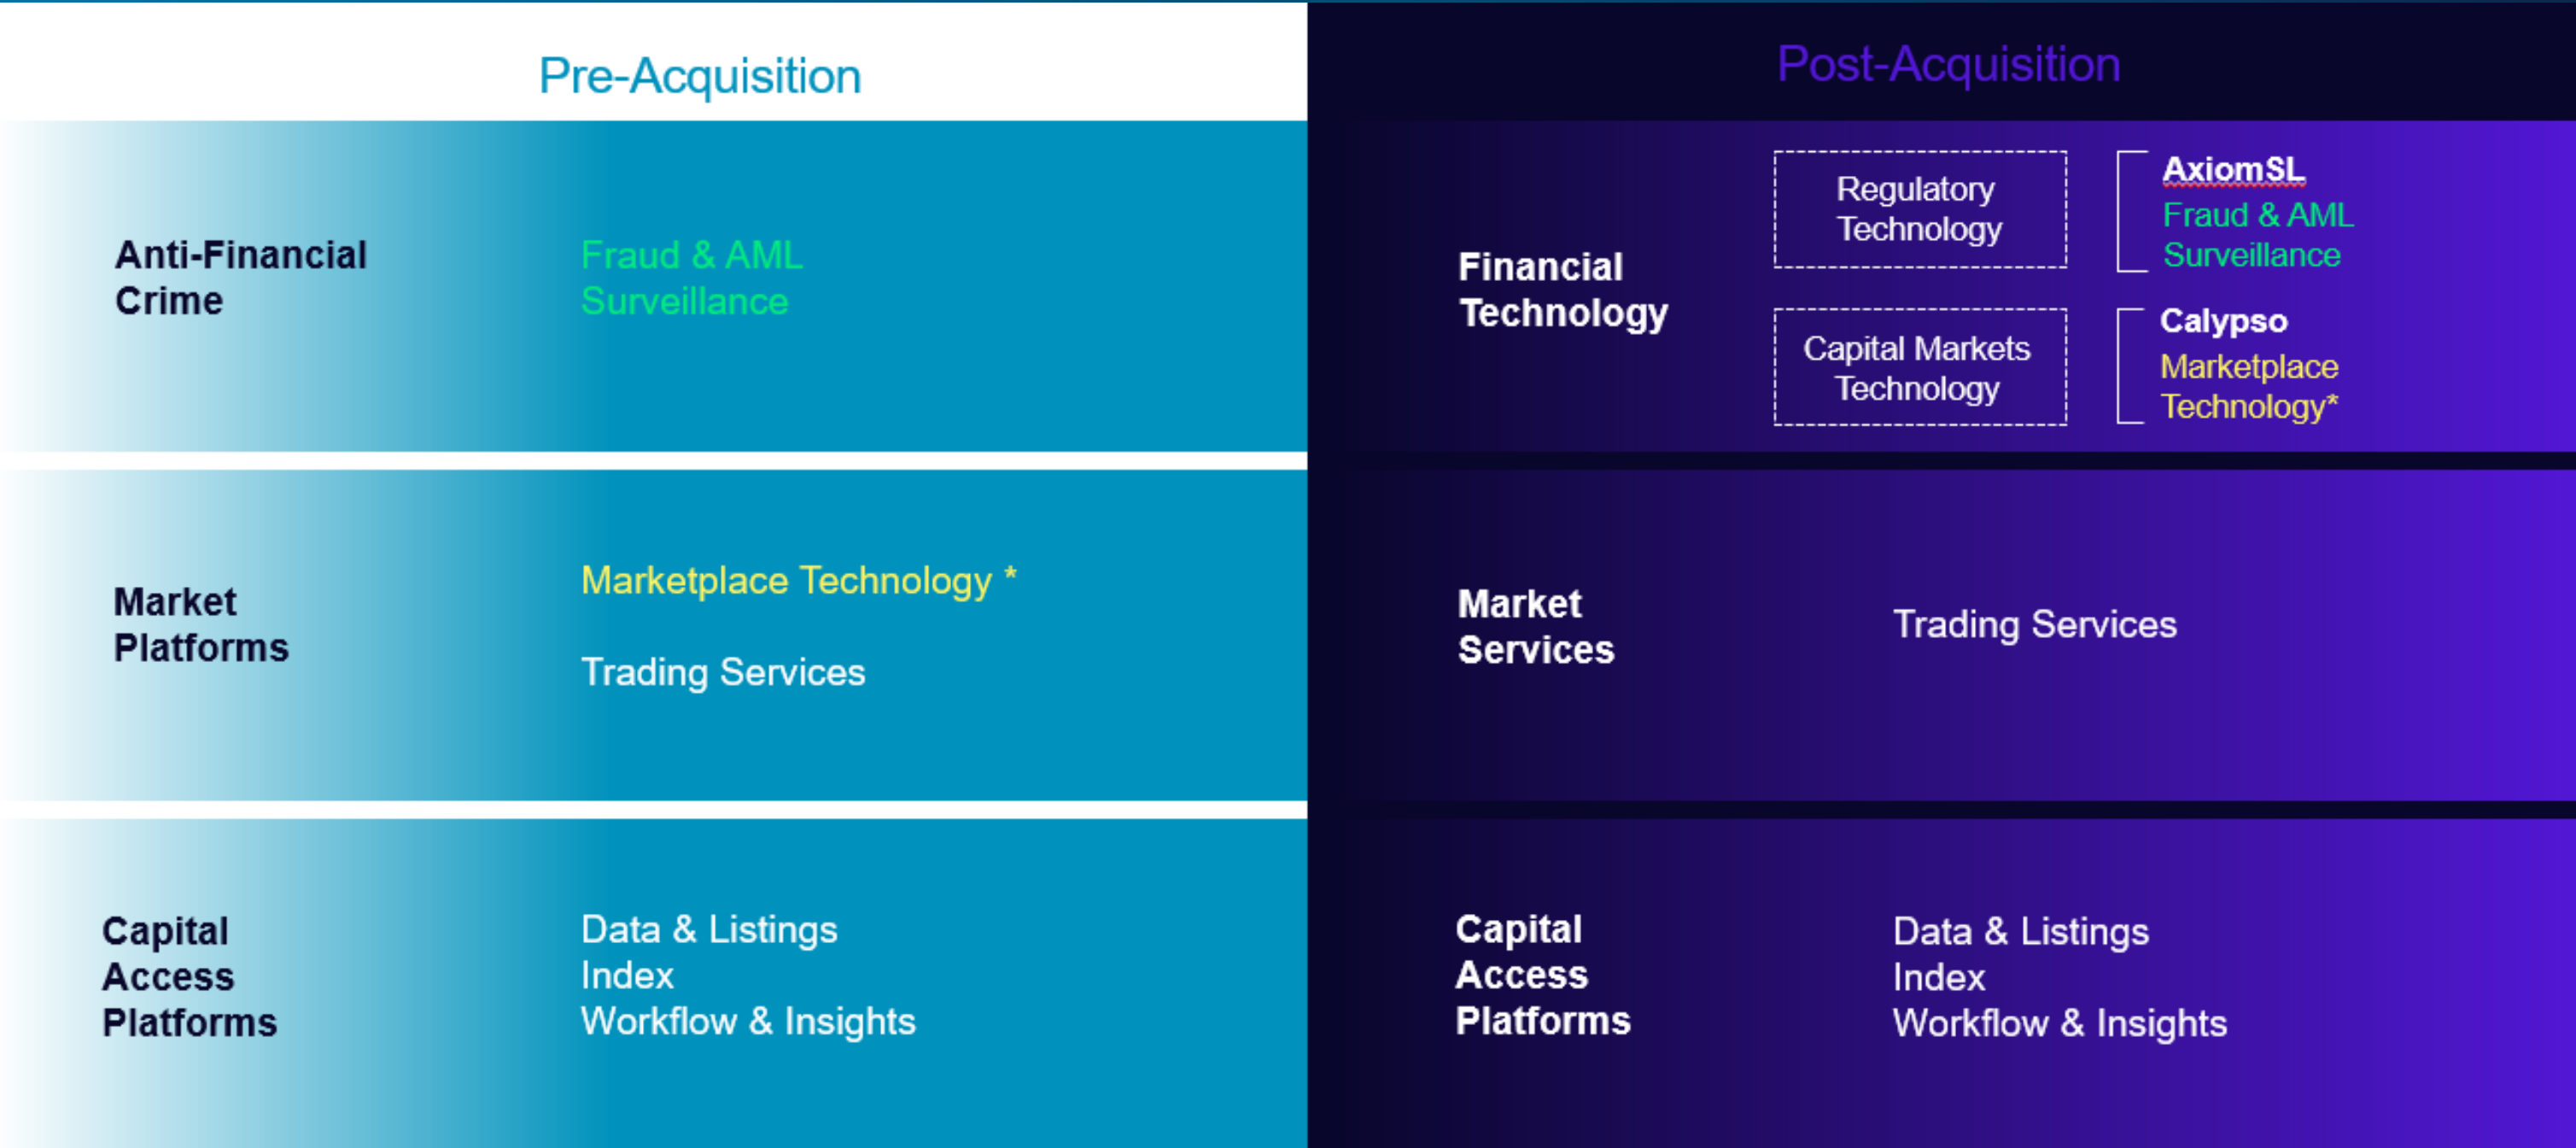 Pre-Acquisition
Anti-Financial
Crime
Fraud & AML
Surveillance
Market
Platforms
Marketplace Technology *
Trading Services
Capital
Access
Platforms
Data & Listings
Index
Workflow & Insights
Post-Acquisition
Financial
Technology
Regulatory
Technology
AxiomSL
Fraud & AML
Surveillance
Capital Markets
Technology
Calypso
Marketplace
Technology*
Market
Services
Trading Services
Capital
Access
Platforms
Data & Listings
Index
Workflow & Insights